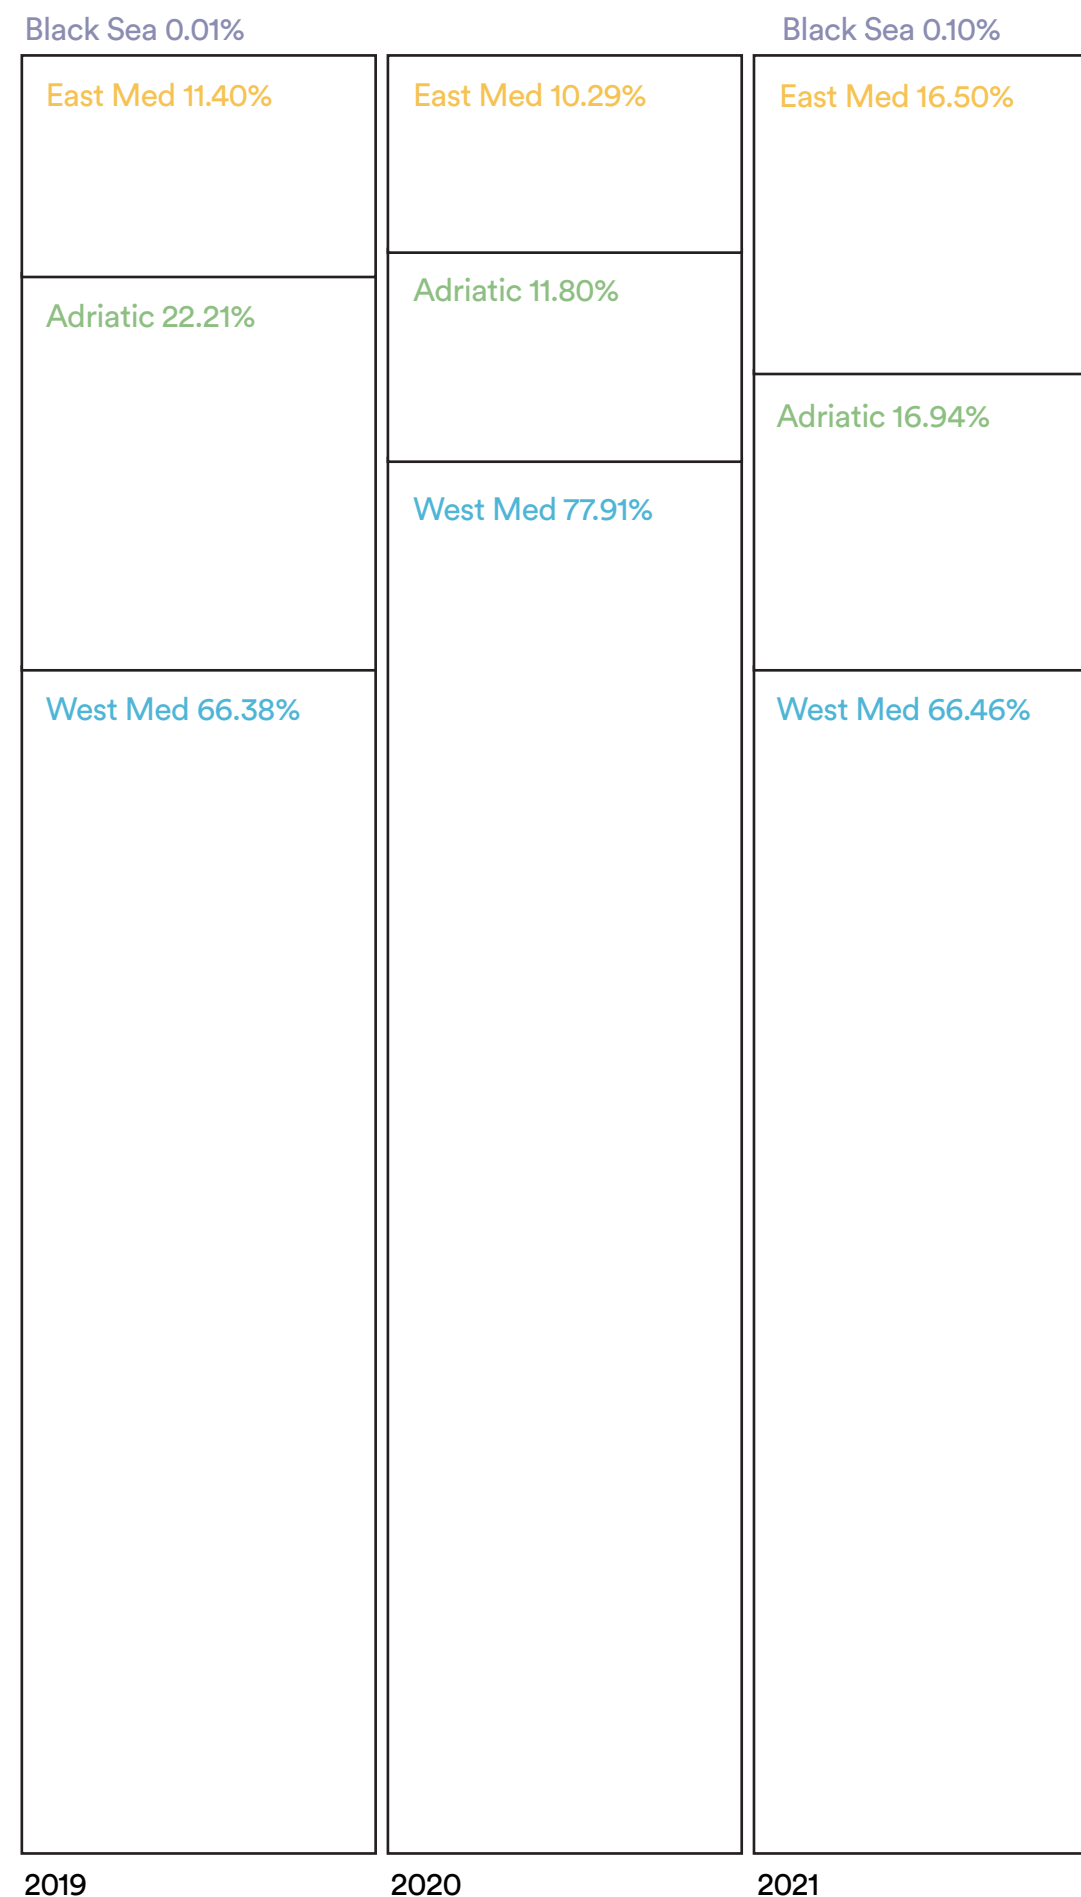 Black Sea 0.01%
East Med 11.40%
Adriatic 22.21%
West Med 66.38%
2019
East Med 10.29%
Adriatic 11.80%
West Med 77.91%
2020
Black Sea 0.10%
East Med 16.50%
Adriatic 16.94%
West Med 66.46%
2021